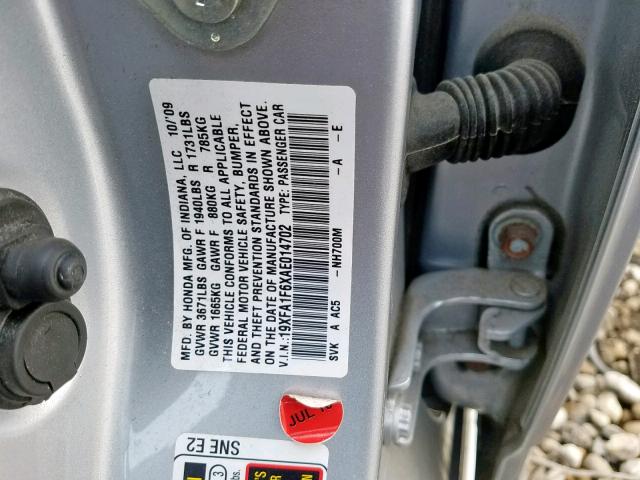 MFD. BY HONDA MFG. OF INDIANA, LLC 10/'09
GVWR 3671LBS GAWR F 1940LBS R 1731LBS
GVWR 1665KG GAWR F 880KG R 785KG
THIS VEHICLE CONFORMS TO ALL APPLICABLE
FEDERAL MOTOR VEHICLE SAFETY, BUMPER,
AND THEFT PREVENTION STANDARDS IN EFFECT
ON THE DATE OF MANUFACTURE SHOWN ABOVE.
V.I.N.:19XFA1F6XAE014702 TYPE: PASSENGER CAR
SVK A AC5 -NH700M -A -E
JUL
SNE E2
3
bs.